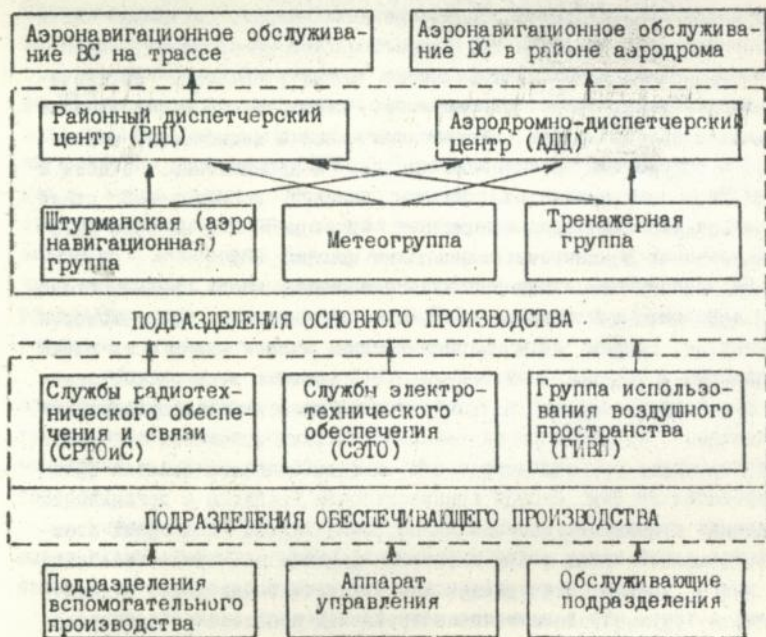 Аэронавигационное обслужива-
ние ВС на трассе
Аэронавигационное обслужива-
ние ВС в районе аэродрома
Районный диспетчерский
центр (РДЦ)
Аэродромно-диспетчерский
центр (АДЦ)
Штурманская (аэро
навигационная)
группа
Метеогруппа
Тренажерная
группа
ПОДРАЗДЕЛЕНИЯ ОСНОВНОГО ПРОИЗВОДСТВА
Службы радиотех-
нического обеспе-
чения и связи
(СРТОиС)
Службы электро-
технического
обеспечения
(СЭТО)
Группа использо-
вания воздушного
пространства
(ГИВП)
ПОДРАЗДЕЛЕНИЯ ОБЕСПЕЧИВАЮЩЕГО ПРОИЗВОДСТВА
Подразделения
вспомогательного
производства
Аппарат
управления
Обслуживающие
подразделения